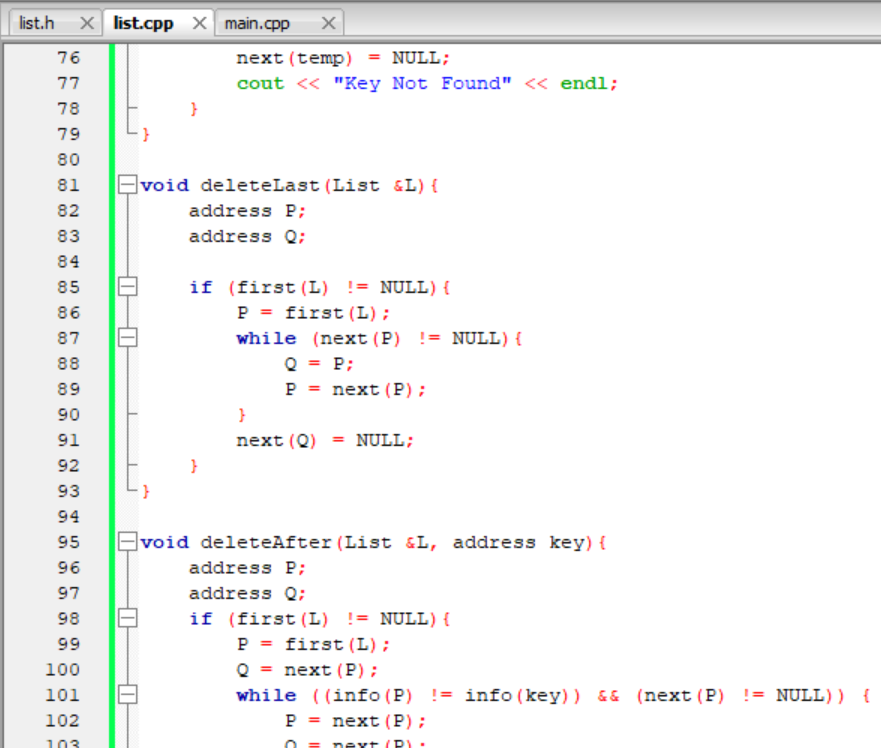 list.h × list.cpp × main.cpp ×
76 next(temp) = NULL;
77 cout << "Key Not Found" << endl;
78 }
79 }
80
81 void deleteLast(List &L){
82 address P;
83 address Q;
84
85 if (first(L) != NULL){
86 P = first(L);
87 while (next(P) != NULL){
88 Q = P;
89 P = next(P);
90 }
91 next(Q) = NULL;
92 }
93 }
94
95 void deleteAfter(List &L, address key){
96 address P;
97 address Q;
98 if (first(L) != NULL){
99 P = first(L);
100 Q = next(P);
101 while ((info(P) != info(key)) && (next(P) != NULL)) {
102 P = next(P);
103 Q = next(P);